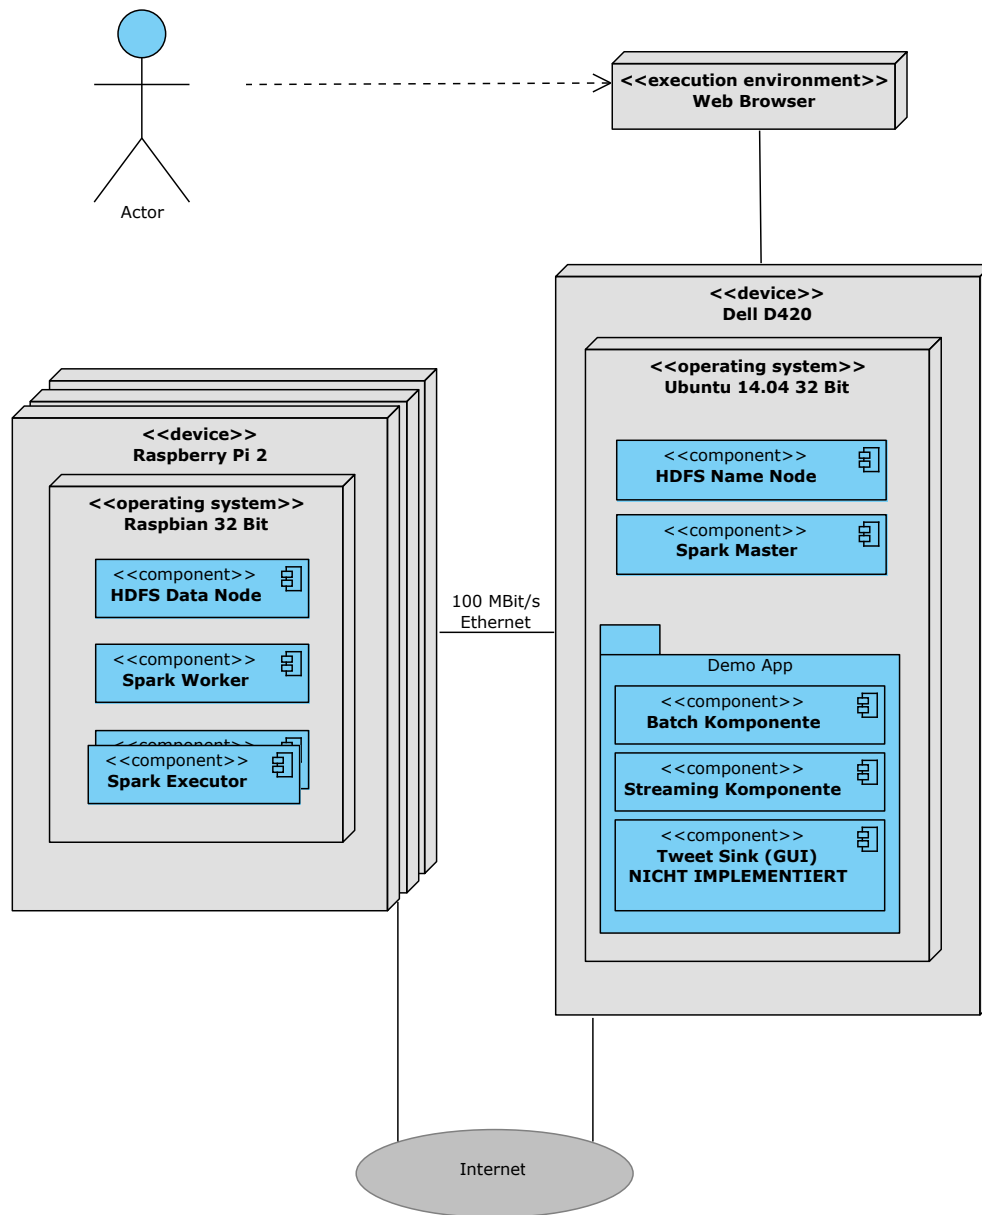 <<execution environment>>
Web Browser
Actor
<<device>>
Dell D420
<<operating system>>
Ubuntu 14.04 32 Bit
<<component>>
HDFS Name Node
<<component>>
Spark Master
Demo App
<<component>>
Batch Komponente
<<component>>
Streaming Komponente
<<component>>
Tweet Sink (GUI)
NICHT IMPLEMENTIERT
<<device>>
Raspberry Pi 2
<<operating system>>
Raspbian 32 Bit
<<component>>
HDFS Data Node
<<component>>
Spark Worker
<<component>>
<<component>>
Spark Executor
100 MBit/s
Ethernet
Internet